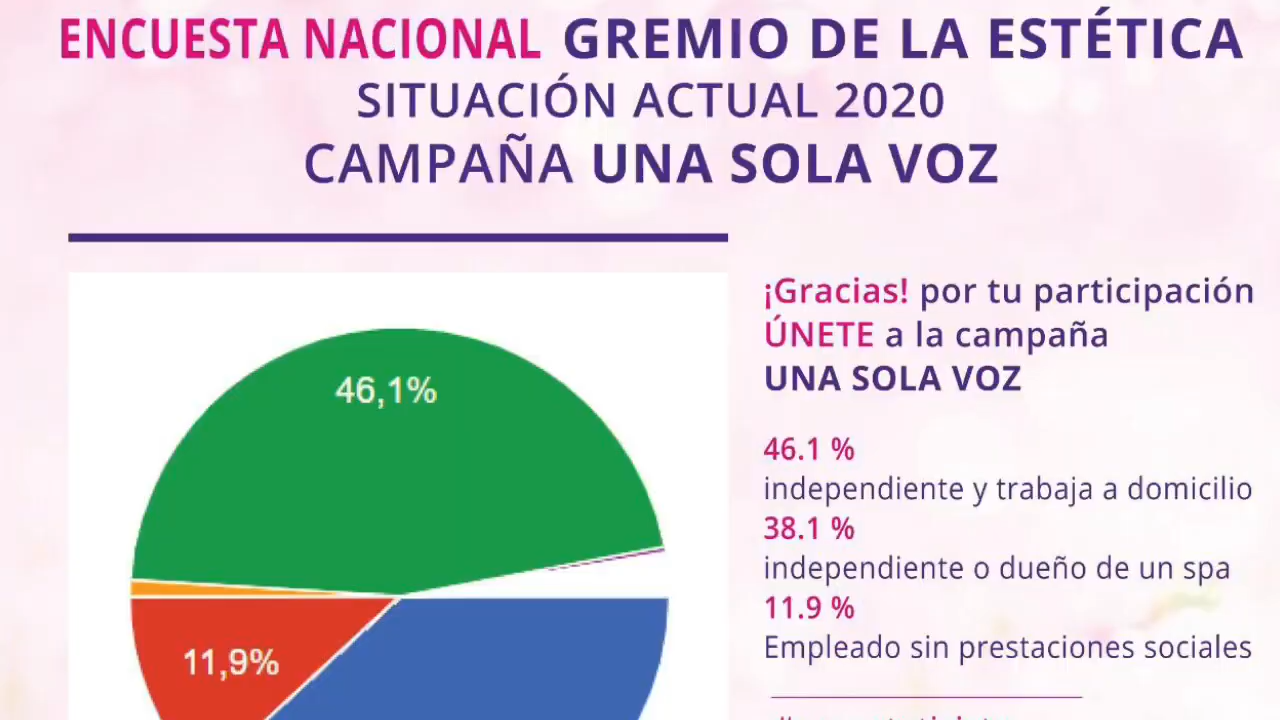 ENCUESTA NACIONAL GREMIO DE LA ESTÉTICA
SITUACIÓN ACTUAL 2020
CAMPAÑA UNA SOLA VOZ
46,1%
11,9%
¡Gracias! por tu participación
ÚNETE a la campaña
UNA SOLA VOZ
46.1 %
independiente y trabaja a domicilio
38.1 %
independiente o dueño de un spa
11.9 %
Empleado sin prestaciones sociales